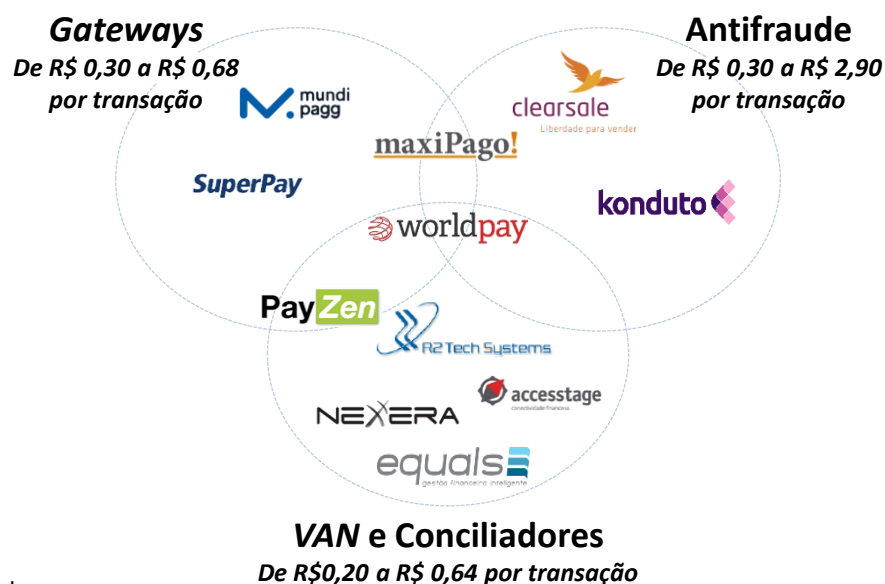 Gateways
De R$ 0,30 a R$ 0,68
por transação
Antifraude
De R$ 0,30 a R$ 2,90
por transação
mundi
pagg
clearsale
Liberdade para vender
maxiPago!
SuperPay
konduto
worldpay
PayZen
R2 Tech Systems
accesstage
conectividade financeira
NEXXERA
equals
gestão financeira inteligente
VAN e Conciliadores
De R$0,20 a R$ 0,64 por transação